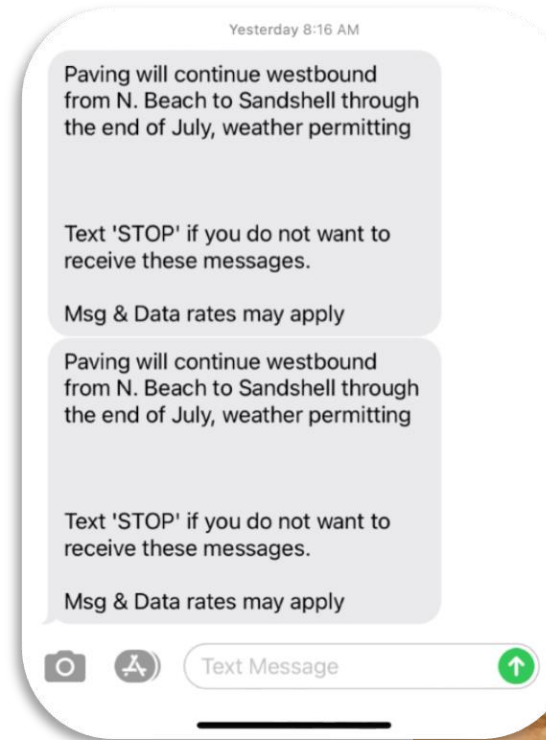 Yesterday 8:16 AM
Paving will continue westbound
from N. Beach to Sandshell through
the end of July, weather permitting
Text 'STOP' if you do not want to
receive these messages.
Msg & Data rates may apply
Paving will continue westbound
from N. Beach to Sandshell through
the end of July, weather permitting
Text 'STOP' if you do not want to
receive these messages.
Msg & Data rates may apply
Text Message